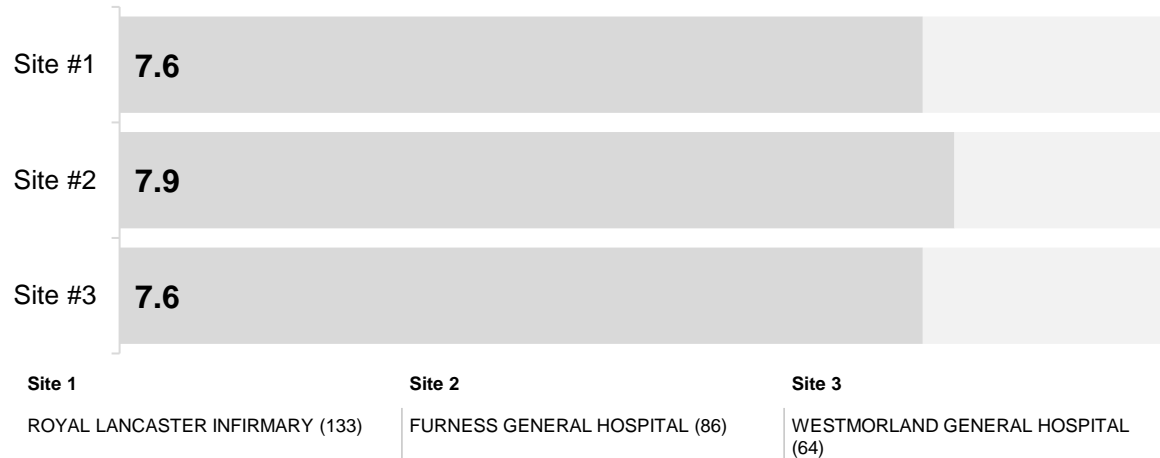 Site #1 7.6
Site #2 7.9
Site #3 7.6
Site 1 Site 2 Site 3
ROYAL LANCASTER INFIRMARY (133) FURNESS GENERAL HOSPITAL (86) WESTMORLAND GENERAL HOSPITAL
(64)